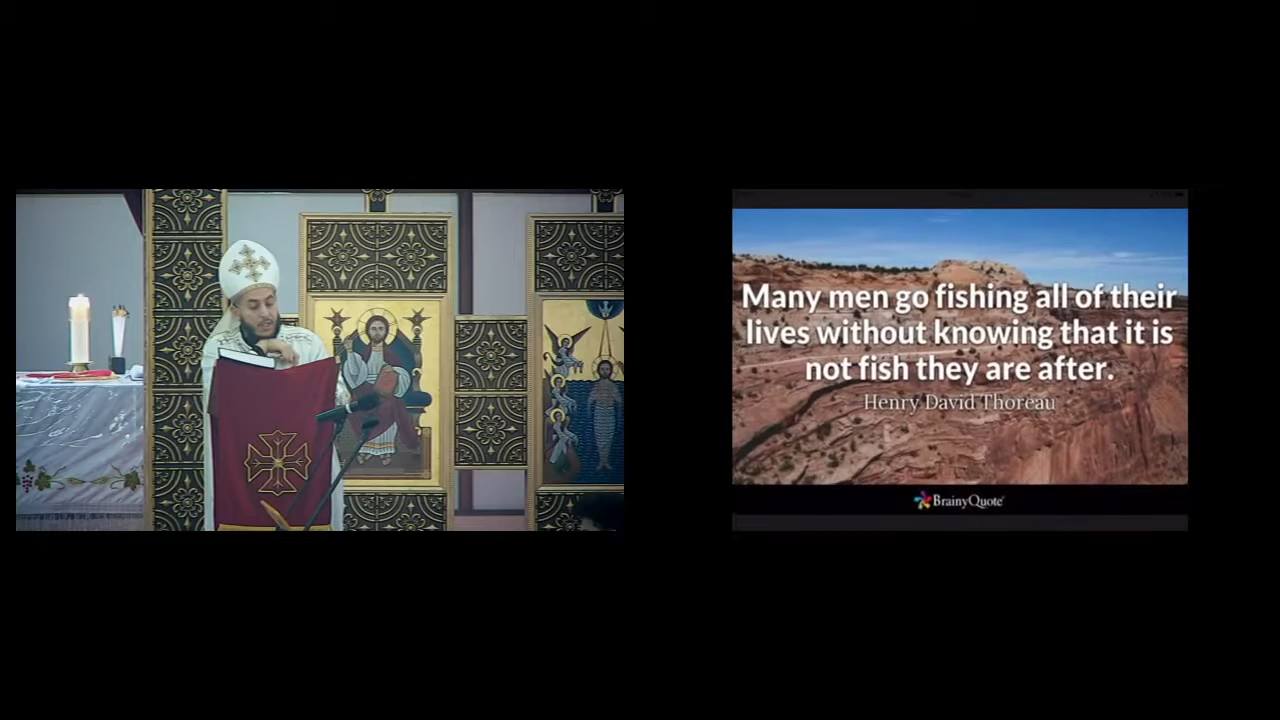 Many men go fishing all of their
lives without knowing that it is
not fish they are after.
Henry David Thoreau
BrainyQuote